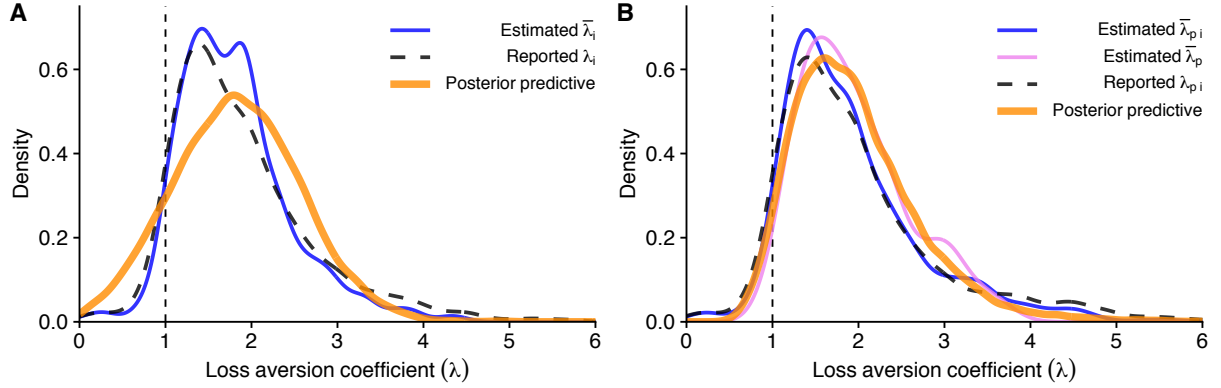 A
Estimated λ̄ᵢ
Reported λᵢ
Posterior predictive
Density
0.6
0.4
0.2
0.0
0 1 2 3 4 5 6
Loss aversion coefficient (λ)
B
Estimated λ̄ₚ ᵢ
Estimated λ̄ₚ
Reported λₚ ᵢ
Posterior predictive
Density
0.6
0.4
0.2
0.0
0 1 2 3 4 5 6
Loss aversion coefficient (λ)